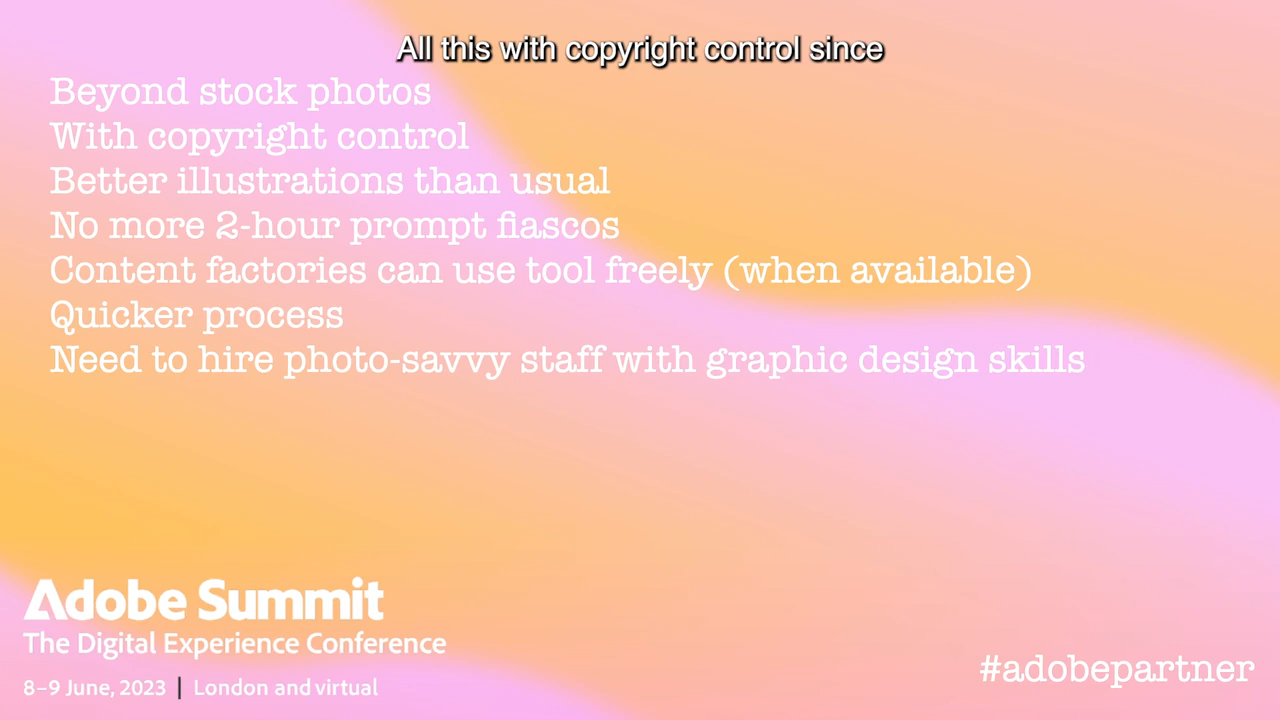 All this with copyright control since
Beyond stock photos
With copyright control
Better illustrations than usual
No more 2-hour prompt fiascos
Content factories can use tool freely (when available)
Quicker process
Need to hire photo-savvy staff with graphic design skills
Adobe Summit
The Digital Experience Conference
8–9 June, 2023 | London and virtual
#adobepartner